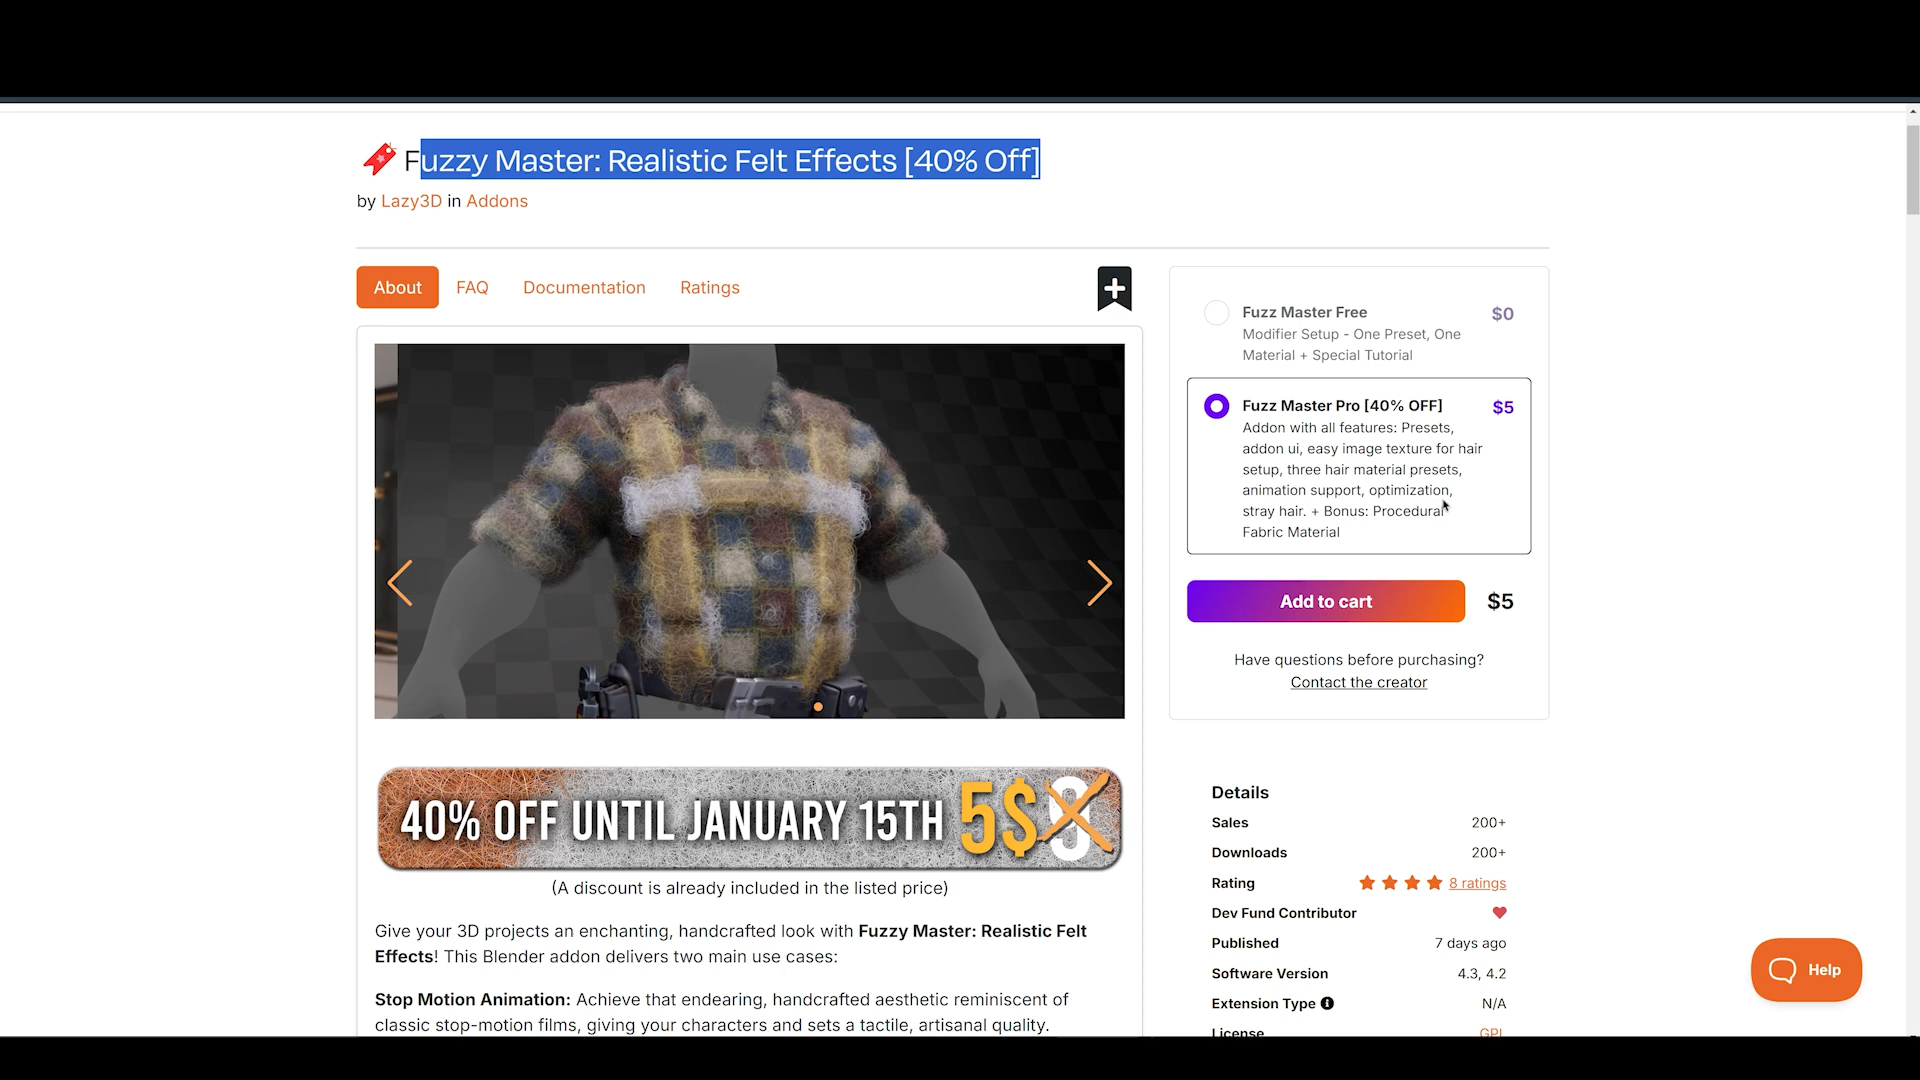 Fuzzy Master: Realistic Felt Effects [40% Off]
by Lazy3D in Addons
About
FAQ
Documentation
Ratings
Fuzz Master Free
$0
Modifier Setup - One Preset, One
Material + Special Tutorial
Fuzz Master Pro [40% OFF]
$5
Addon with all features: Presets,
addon ui, easy image texture for hair
setup, three hair material presets,
animation support, optimization,
stray hair. + Bonus: Procedural
Fabric Material
Add to cart
$5
Have questions before purchasing?
Contact the creator
40% OFF UNTIL JANUARY 15TH 5$
(A discount is already included in the listed price)
Give your 3D projects an enchanting, handcrafted look with Fuzzy Master: Realistic Felt
Effects! This Blender addon delivers two main use cases:
Stop Motion Animation: Achieve that endearing, handcrafted aesthetic reminiscent of
classic stop-motion films, giving your characters and sets a tactile, artisanal quality.
Details
Sales 200+
Downloads 200+
Rating 8 ratings
Dev Fund Contributor
Published 7 days ago
Software Version 4.3, 4.2
Extension Type N/A
License GPL
Help